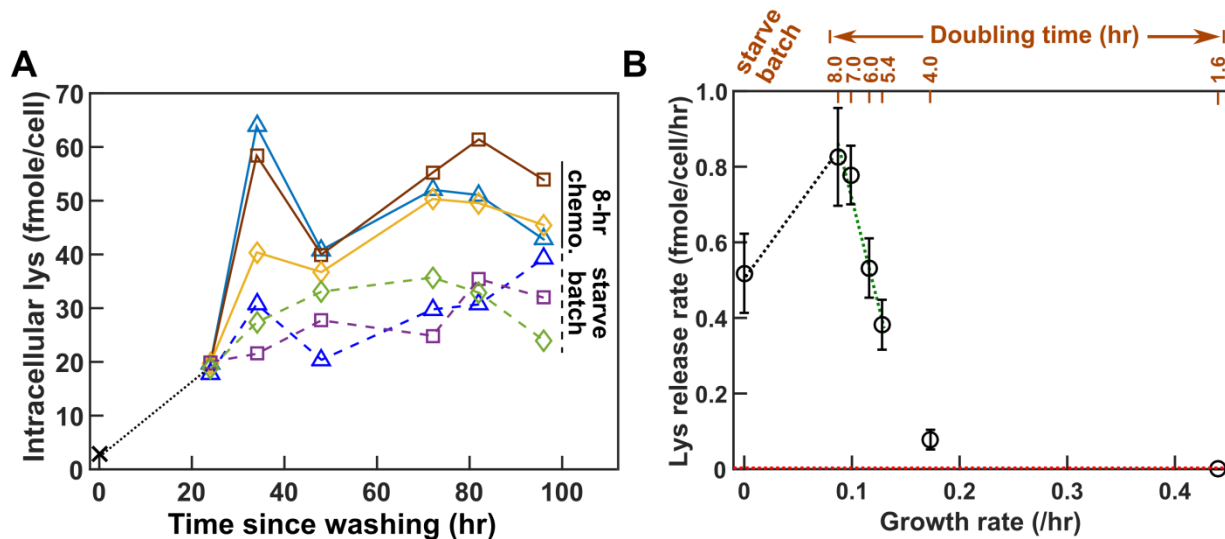 A
Intracellular lys (fmole/cell)
70
60
50
40
30
20
10
0
0
20
40
60
80
100
Time since washing (hr)
8-hr
chemo.
starve
batch
B
starve
batch
Doubling time (hr)
8.0
7.0
6.0
5.4
4.0
1.6
Lys release rate (fmole/cell/hr)
1.0
0.8
0.6
0.4
0.2
0
0
0.1
0.2
0.3
0.4
Growth rate (/hr)